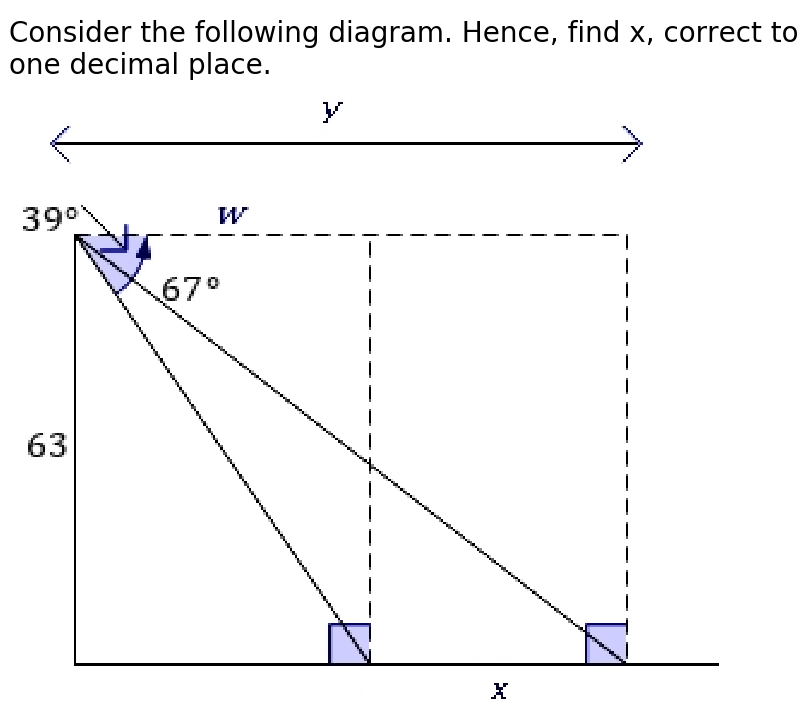 Consider the following diagram. Hence, find x, correct to
one decimal place.
y
39°
w
67°
63
x